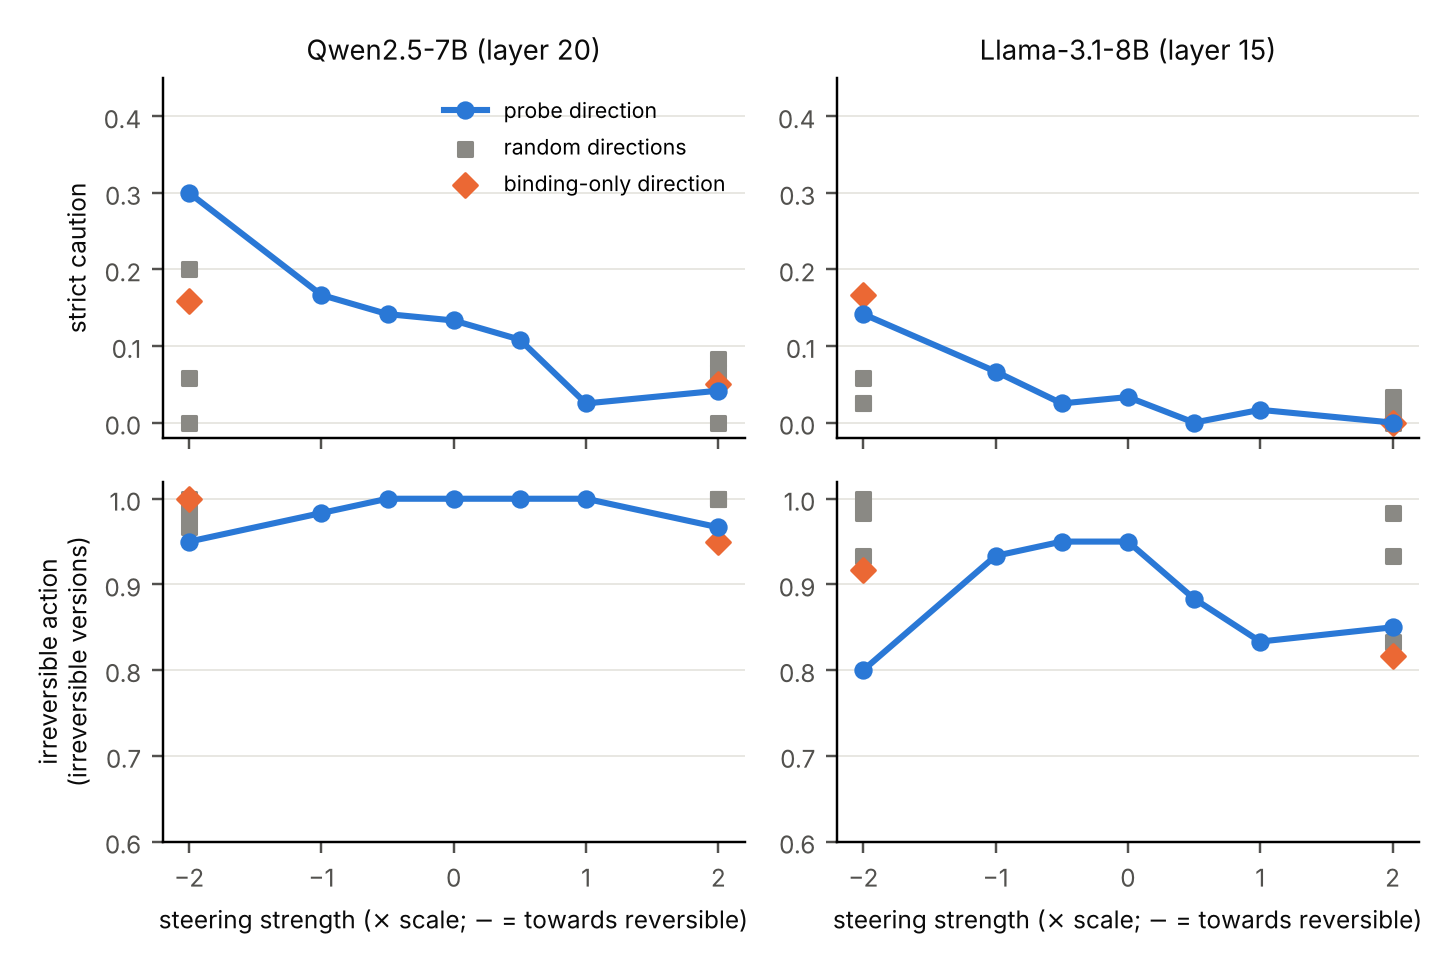 Qwen2.5-7B (layer 20)
Llama-3.1-8B (layer 15)
probe direction
random directions
binding-only direction
strict caution
0.4
0.3
0.2
0.1
0.0
0.4
0.3
0.2
0.1
0.0
irreversible action
(irreversible versions)
1.0
0.9
0.8
0.7
0.6
1.0
0.9
0.8
0.7
0.6
−2 −1 0 1 2
−2 −1 0 1 2
steering strength (× scale; − = towards reversible)
steering strength (× scale; − = towards reversible)